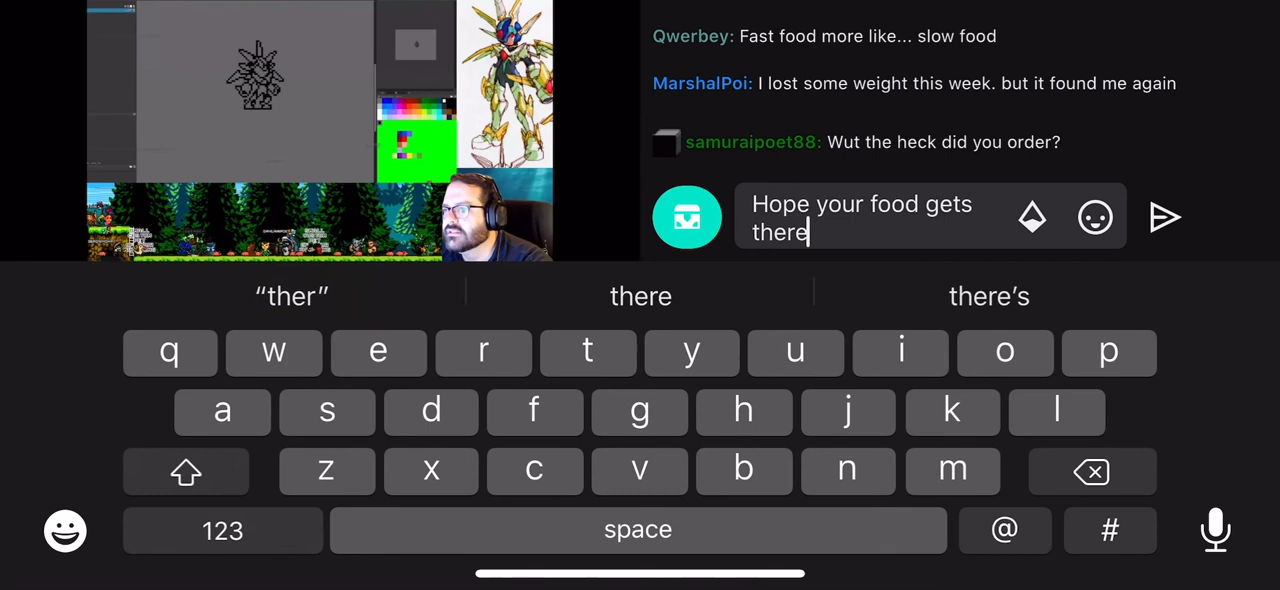 Qwerbey: Fast food more like... slow food
MarshalPoi: I lost some weight this week. but it found me again
samuraipoet88: Wut the heck did you order?
Hope your food gets
there
“ther” there there’s
q w e r t y u i o p
a s d f g h j k l
z x c v b n m
123 space @ #